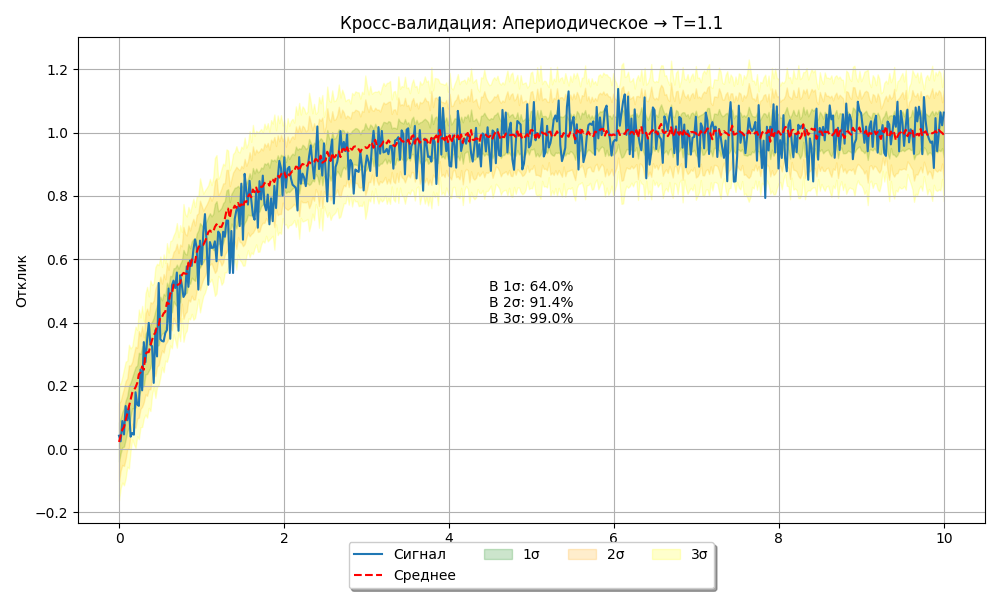 Кросс-валидация: Апериодическое → T=1.1
1.2
1.0
0.8
0.6
0.4
0.2
0.0
−0.2
Отклик
В 1σ: 64.0%
В 2σ: 91.4%
В 3σ: 99.0%
0 2 4 6 8 10
Сигнал 1σ 2σ 3σ
Среднее